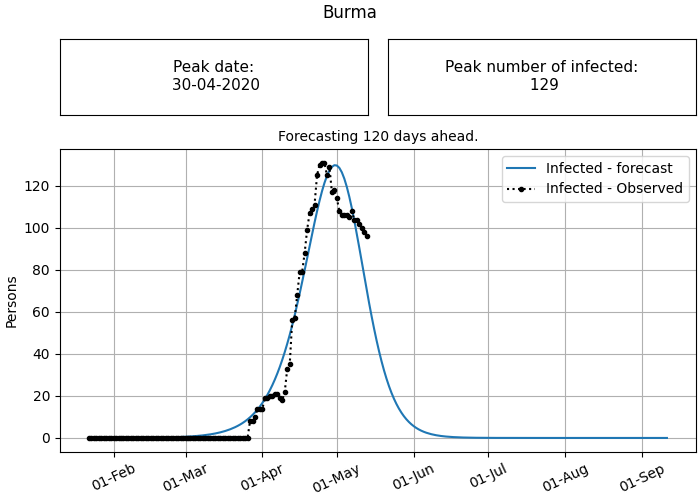 Burma
Peak date:
30-04-2020
Peak number of infected:
129
Forecasting 120 days ahead.
Infected - forecast
Infected - Observed
Persons
120
100
80
60
40
20
0
01-Feb
01-Mar
01-Apr
01-May
01-Jun
01-Jul
01-Aug
01-Sep